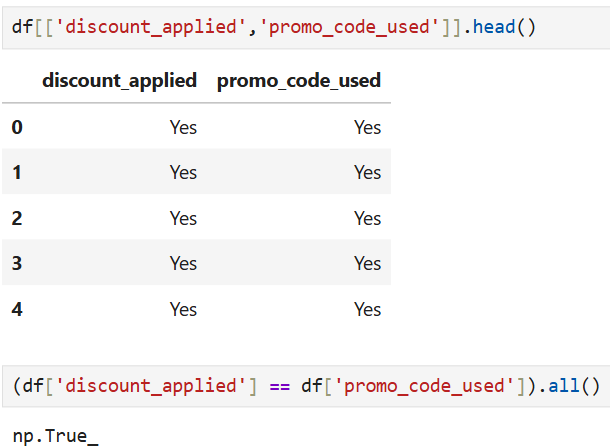 df[['discount_applied','promo_code_used']].head()
discount_applied promo_code_used
0 Yes Yes
1 Yes Yes
2 Yes Yes
3 Yes Yes
4 Yes Yes
(df['discount_applied'] == df['promo_code_used']).all()
np.True_